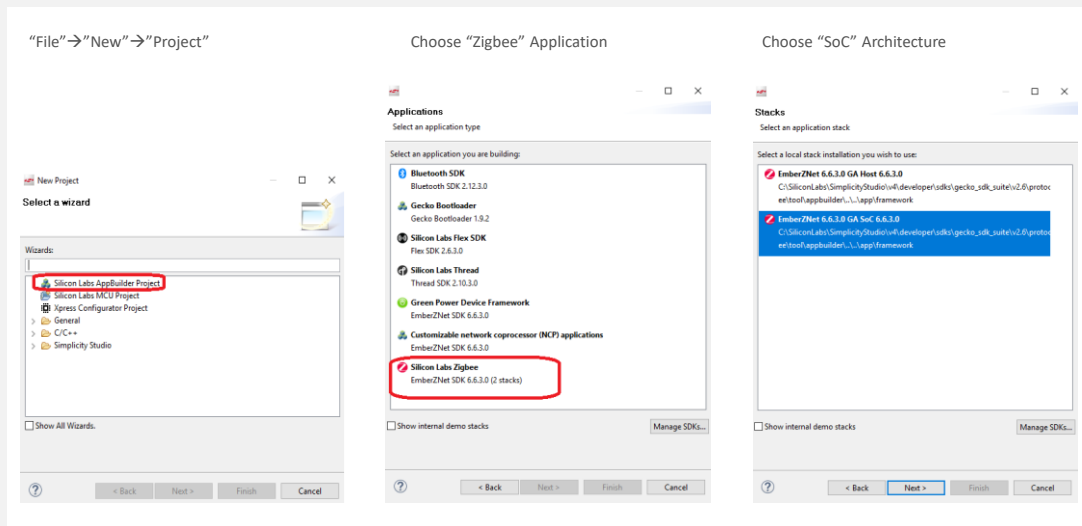 “File”→”New”→”Project”
Choose “Zigbee” Application
Choose “SoC” Architecture
New Project
Select a wizard
Wizards:
Silicon Labs AppBuilder Project
Silicon Labs MCU Project
Xpress Configurator Project
General
C/C++
Simplicity Studio
Show All Wizards.
< Back
Next >
Finish
Cancel
Applications
Select an application type
Select an application you are building:
Bluetooth SDK
Bluetooth SDK 2.12.3.0
Gecko Bootloader
Gecko Bootloader 1.9.2
Silicon Labs Flex SDK
Flex SDK 2.6.3.0
Silicon Labs Thread
Thread SDK 2.10.3.0
Green Power Device Framework
EmberZNet SDK 6.6.3.0
Customizable network coprocessor (NCP) applications
EmberZNet SDK 6.6.3.0
Silicon Labs Zigbee
EmberZNet SDK 6.6.3.0 (2 stacks)
Show internal demo stacks
Manage SDKs...
< Back
Next >
Finish
Cancel
Stacks
Select an application stack
Select a local stack installation you wish to use:
EmberZNet 6.6.3.0 GA Host 6.6.3.0
C:\SiliconLabs\SimplicityStudio\v4\developer\sdks\gecko_sdk_suite\v2.6\protoc
ee\tool\appbuilder\..\..\app\framework
EmberZNet 6.6.3.0 GA SoC 6.6.3.0
C:\SiliconLabs\SimplicityStudio\v4\developer\sdks\gecko_sdk_suite\v2.6\protoc
ee\tool\appbuilder\..\..\app\framework
Show internal demo stacks
Manage SDKs...
< Back
Next >
Finish
Cancel